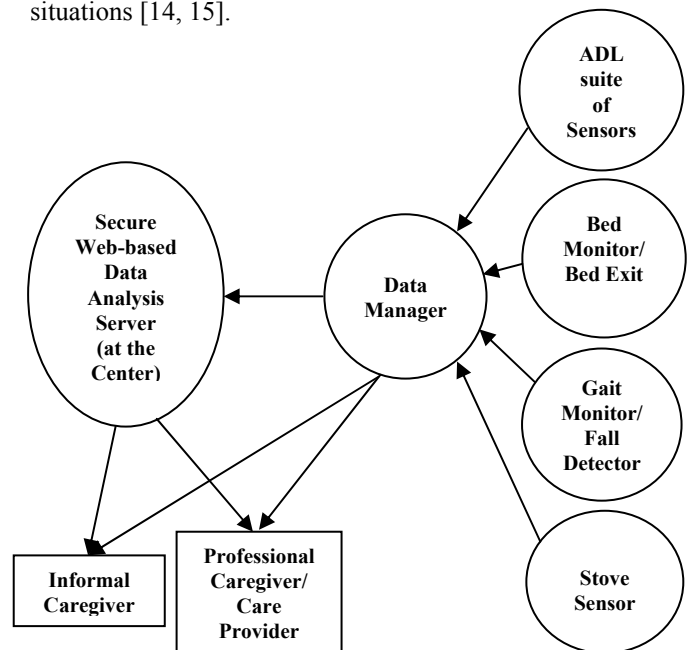 situations [14, 15].
ADL
suite
of
Sensors
Secure
Web-based
Data
Analysis
Server
(at the
Center)
Data
Manager
Bed
Monitor/
Bed Exit
Gait
Monitor/
Fall
Detector
Stove
Sensor
Informal
Caregiver
Professional
Caregiver/
Care
Provider